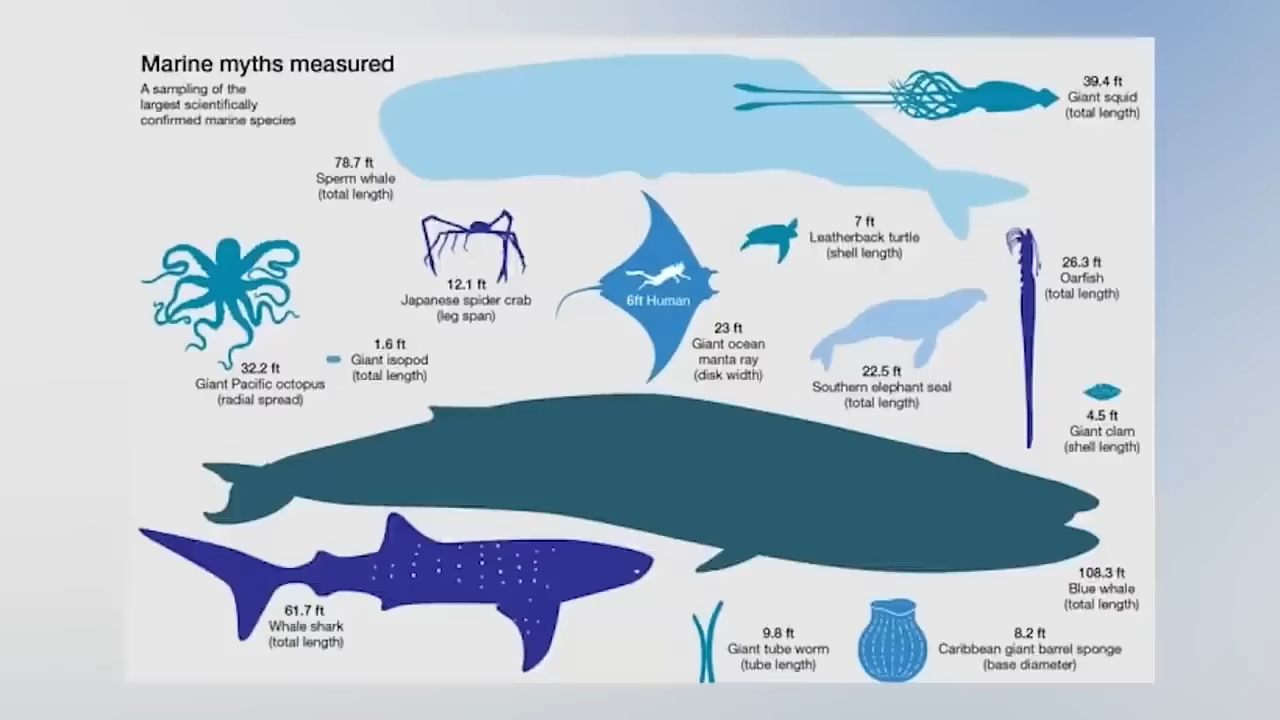 Marine myths measured
A sampling of the
largest scientifically
confirmed marine species
39.4 ft
Giant squid
(total length)
78.7 ft
Sperm whale
(total length)
12.1 ft
Japanese spider crab
(leg span)
6ft Human
7 ft
Leatherback turtle
(shell length)
26.3 ft
Oarfish
(total length)
32.2 ft
Giant Pacific octopus
(radial spread)
1.6 ft
Giant isopod
(total length)
23 ft
Giant ocean
manta ray
(disk width)
22.5 ft
Southern elephant seal
(total length)
4.5 ft
Giant clam
(shell length)
108.3 ft
Blue whale
(total length)
61.7 ft
Whale shark
(total length)
9.8 ft
Giant tube worm
(tube length)
8.2 ft
Caribbean giant barrel sponge
(base diameter)